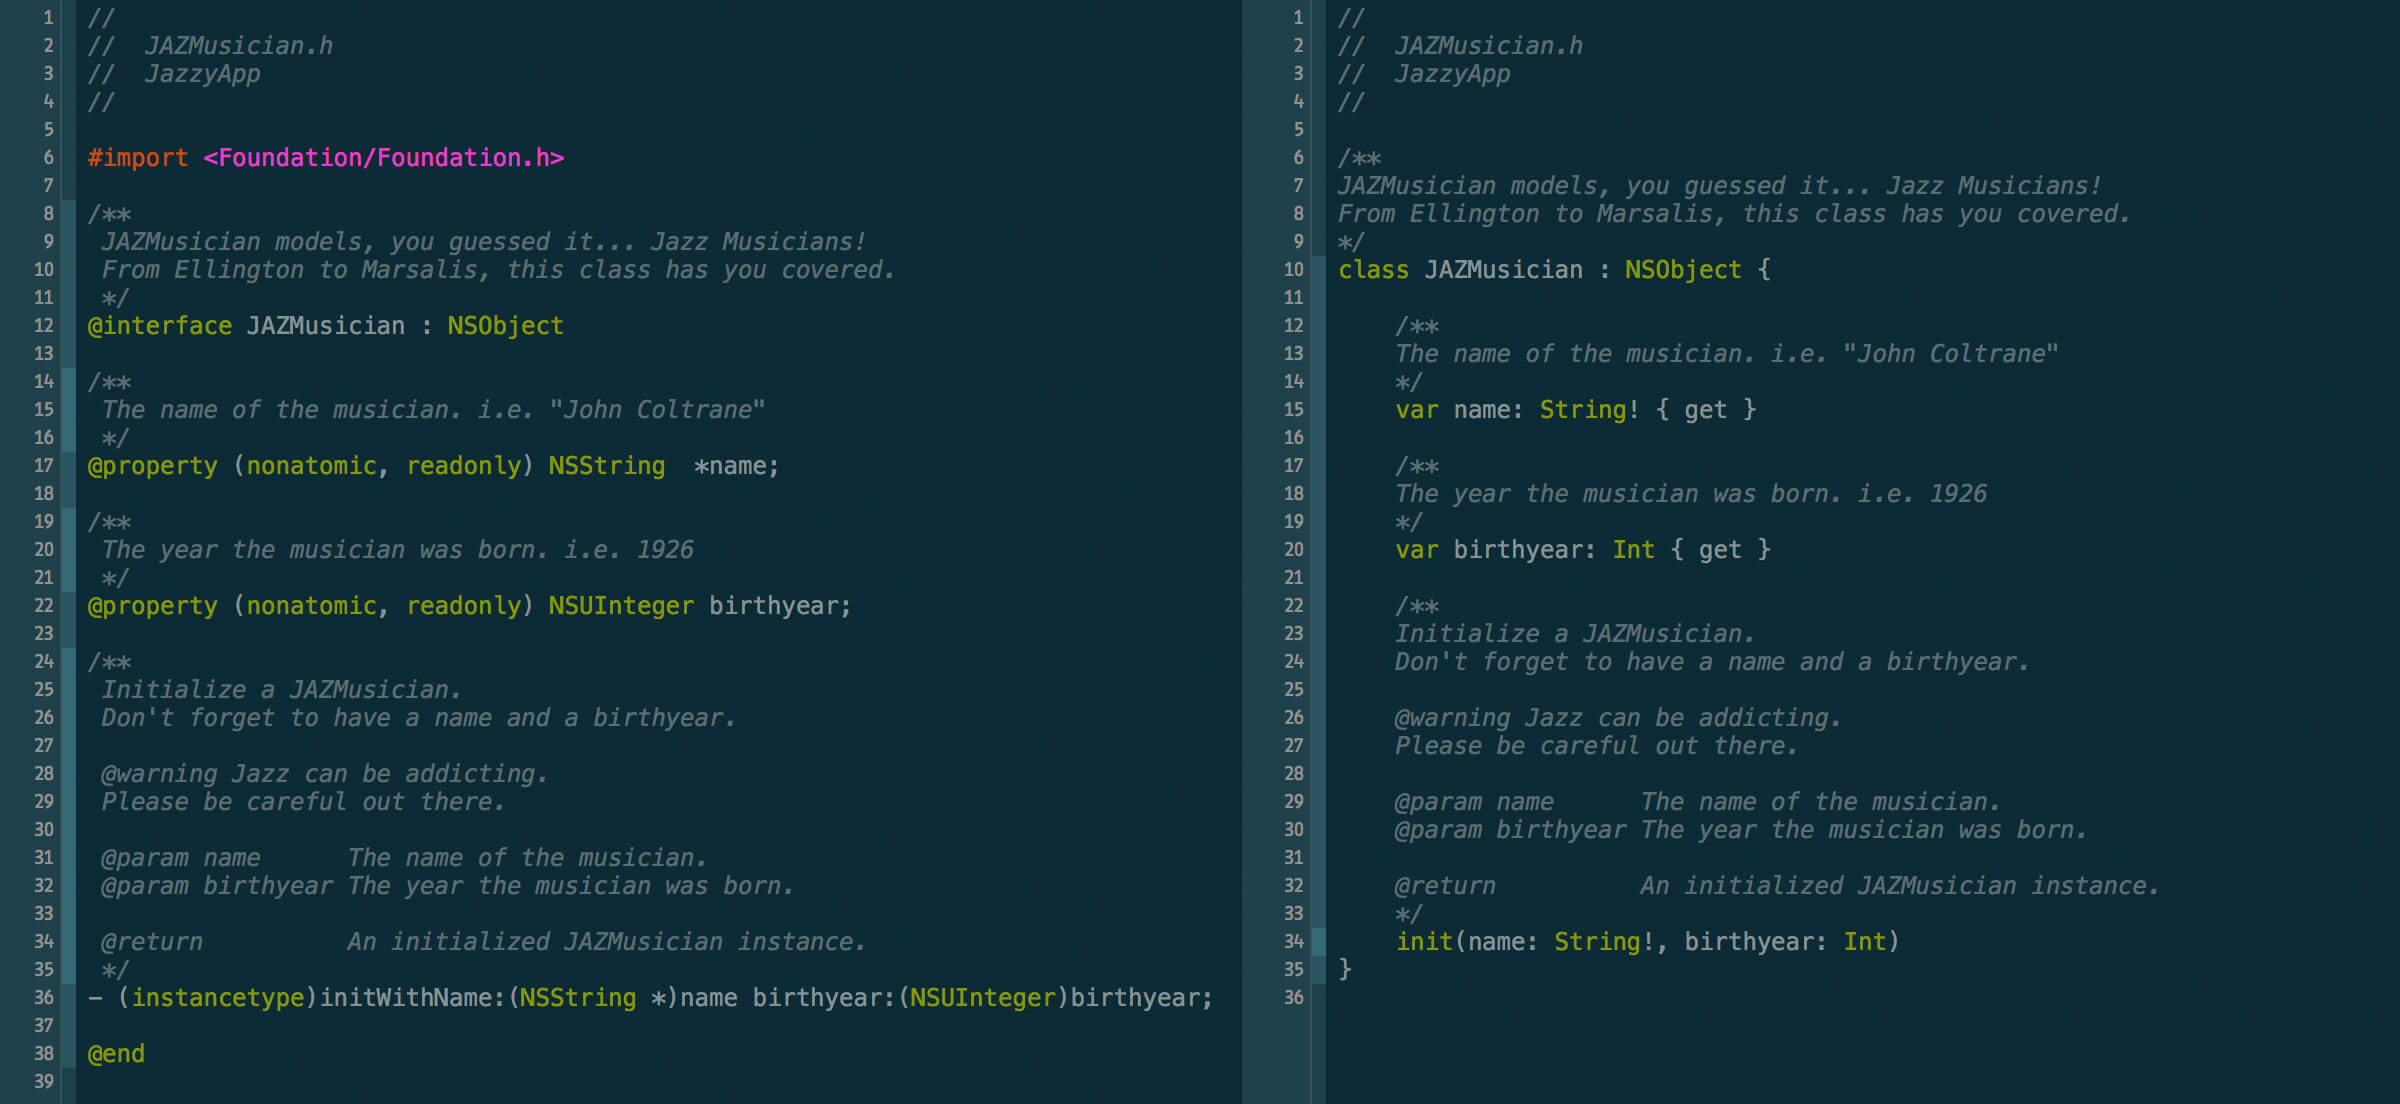 1 //
2 //  JAZMusician.h
3 //  JazzyApp
4 //
5
6 #import <Foundation/Foundation.h>
7
8 /**
9  JAZMusician models, you guessed it... Jazz Musicians!
10  From Ellington to Marsalis, this class has you covered.
11  */
12 @interface JAZMusician : NSObject
13
14 /**
15  The name of the musician. i.e. "John Coltrane"
16  */
17 @property (nonatomic, readonly) NSString  *name;
18
19 /**
20  The year the musician was born. i.e. 1926
21  */
22 @property (nonatomic, readonly) NSUInteger birthyear;
23
24 /**
25  Initialize a JAZMusician.
26  Don't forget to have a name and a birthyear.
27
28  @warning Jazz can be addicting.
29  Please be careful out there.
30
31  @param name      The name of the musician.
32  @param birthyear The year the musician was born.
33
34  @return          An initialized JAZMusician instance.
35  */
36 – (instancetype)initWithName:(NSString *)name birthyear:(NSUInteger)birthyear;
37
38 @end
39
1 //
2 //  JAZMusician.h
3 //  JazzyApp
4 //
5
6 /**
7 JAZMusician models, you guessed it... Jazz Musicians!
8 From Ellington to Marsalis, this class has you covered.
9 */
10 class JAZMusician : NSObject {
11
12     /**
13     The name of the musician. i.e. "John Coltrane"
14     */
15     var name: String! { get }
16
17     /**
18     The year the musician was born. i.e. 1926
19     */
20     var birthyear: Int { get }
21
22     /**
23     Initialize a JAZMusician.
24     Don't forget to have a name and a birthyear.
25
26     @warning Jazz can be addicting.
27     Please be careful out there.
28
29     @param name      The name of the musician.
30     @param birthyear The year the musician was born.
31
32     @return          An initialized JAZMusician instance.
33     */
34     init(name: String!, birthyear: Int)
35 }
36